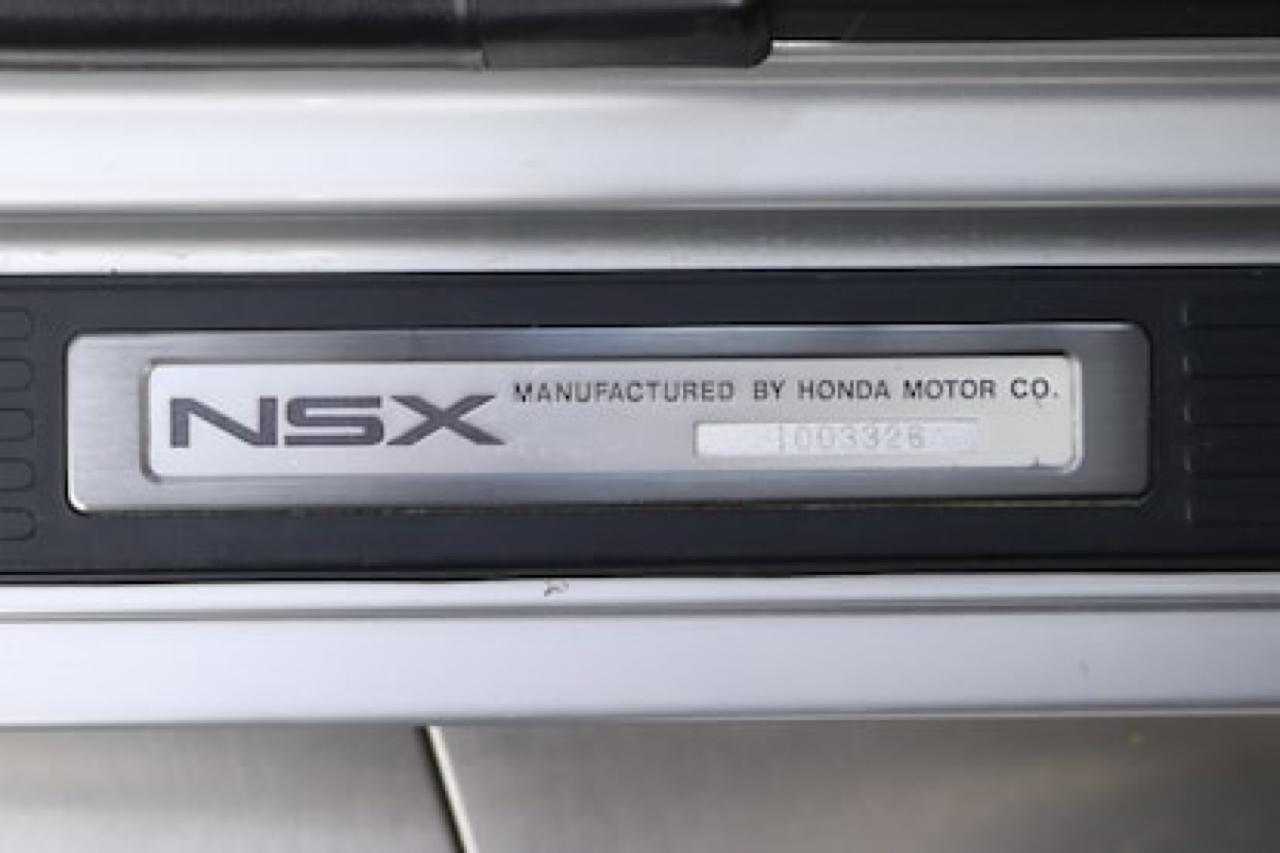 NSX MANUFACTURED BY HONDA MOTOR CO.
1003326